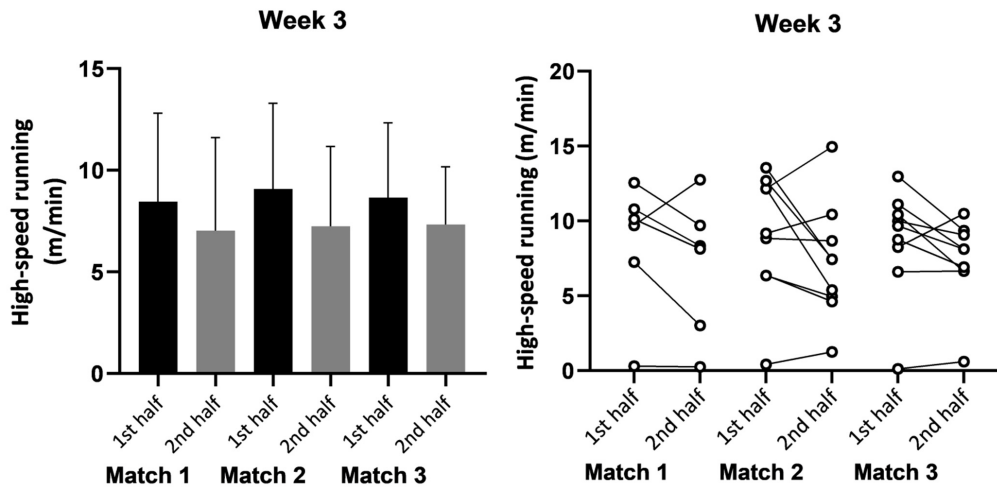 Week 3
High-speed running
(m/min)
15
10
5
0
1st half
2nd half
1st half
2nd half
1st half
2nd half
Match 1
Match 2
Match 3
Week 3
High-speed running (m/min)
20
15
10
5
0
1st half
2nd half
1st half
2nd half
1st half
2nd half
Match 1
Match 2
Match 3